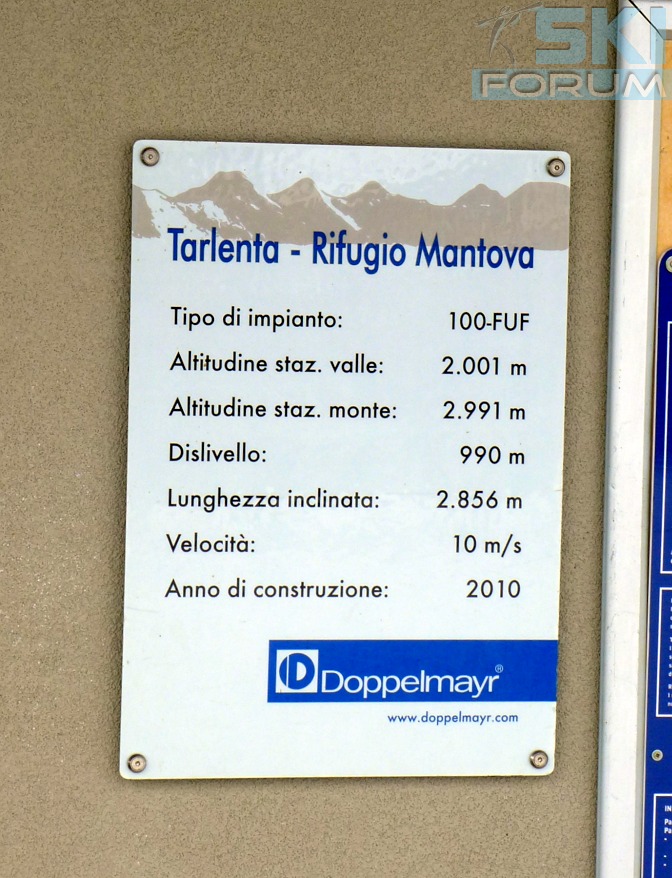 SKI
FORUM
Tarlenta - Rifugio Mantova
Tipo di impianto: 100-FUF
Altitudine staz. valle: 2.001 m
Altitudine staz. monte: 2.991 m
Dislivello: 990 m
Lunghezza inclinata: 2.856 m
Velocità: 10 m/s
Anno di costruzione: 2010
D Doppelmayr®
www.doppelmayr.com